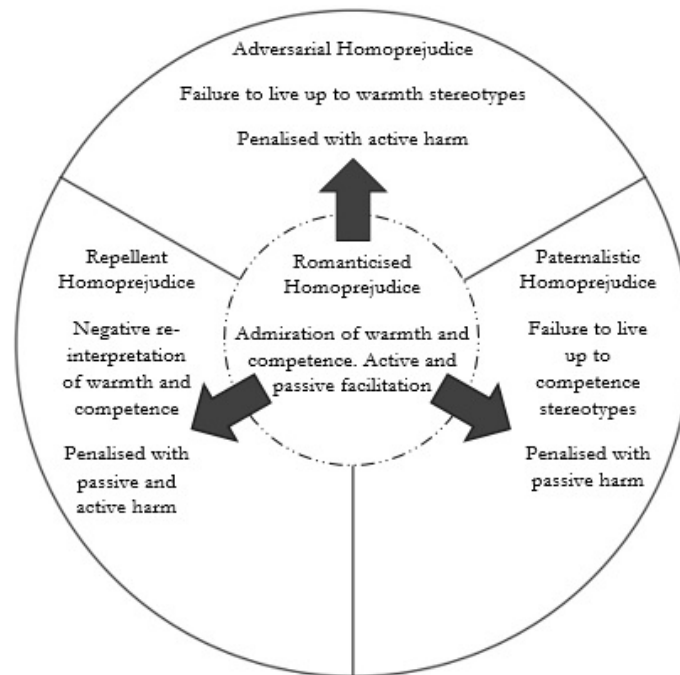 Adversarial Homoprejudice
Failure to live up to warmth stereotypes
Penalised with active harm
Repellent
Homoprejudice
Negative re-
interpretation
of warmth and
competence
Penalised with
passive and
active harm
Romanticised
Homoprejudice
Admiration of warmth and
competence. Active and
passive facilitation
Paternalistic
Homoprejudice
Failure to live
up to
competence
stereotypes
Penalised with
passive harm